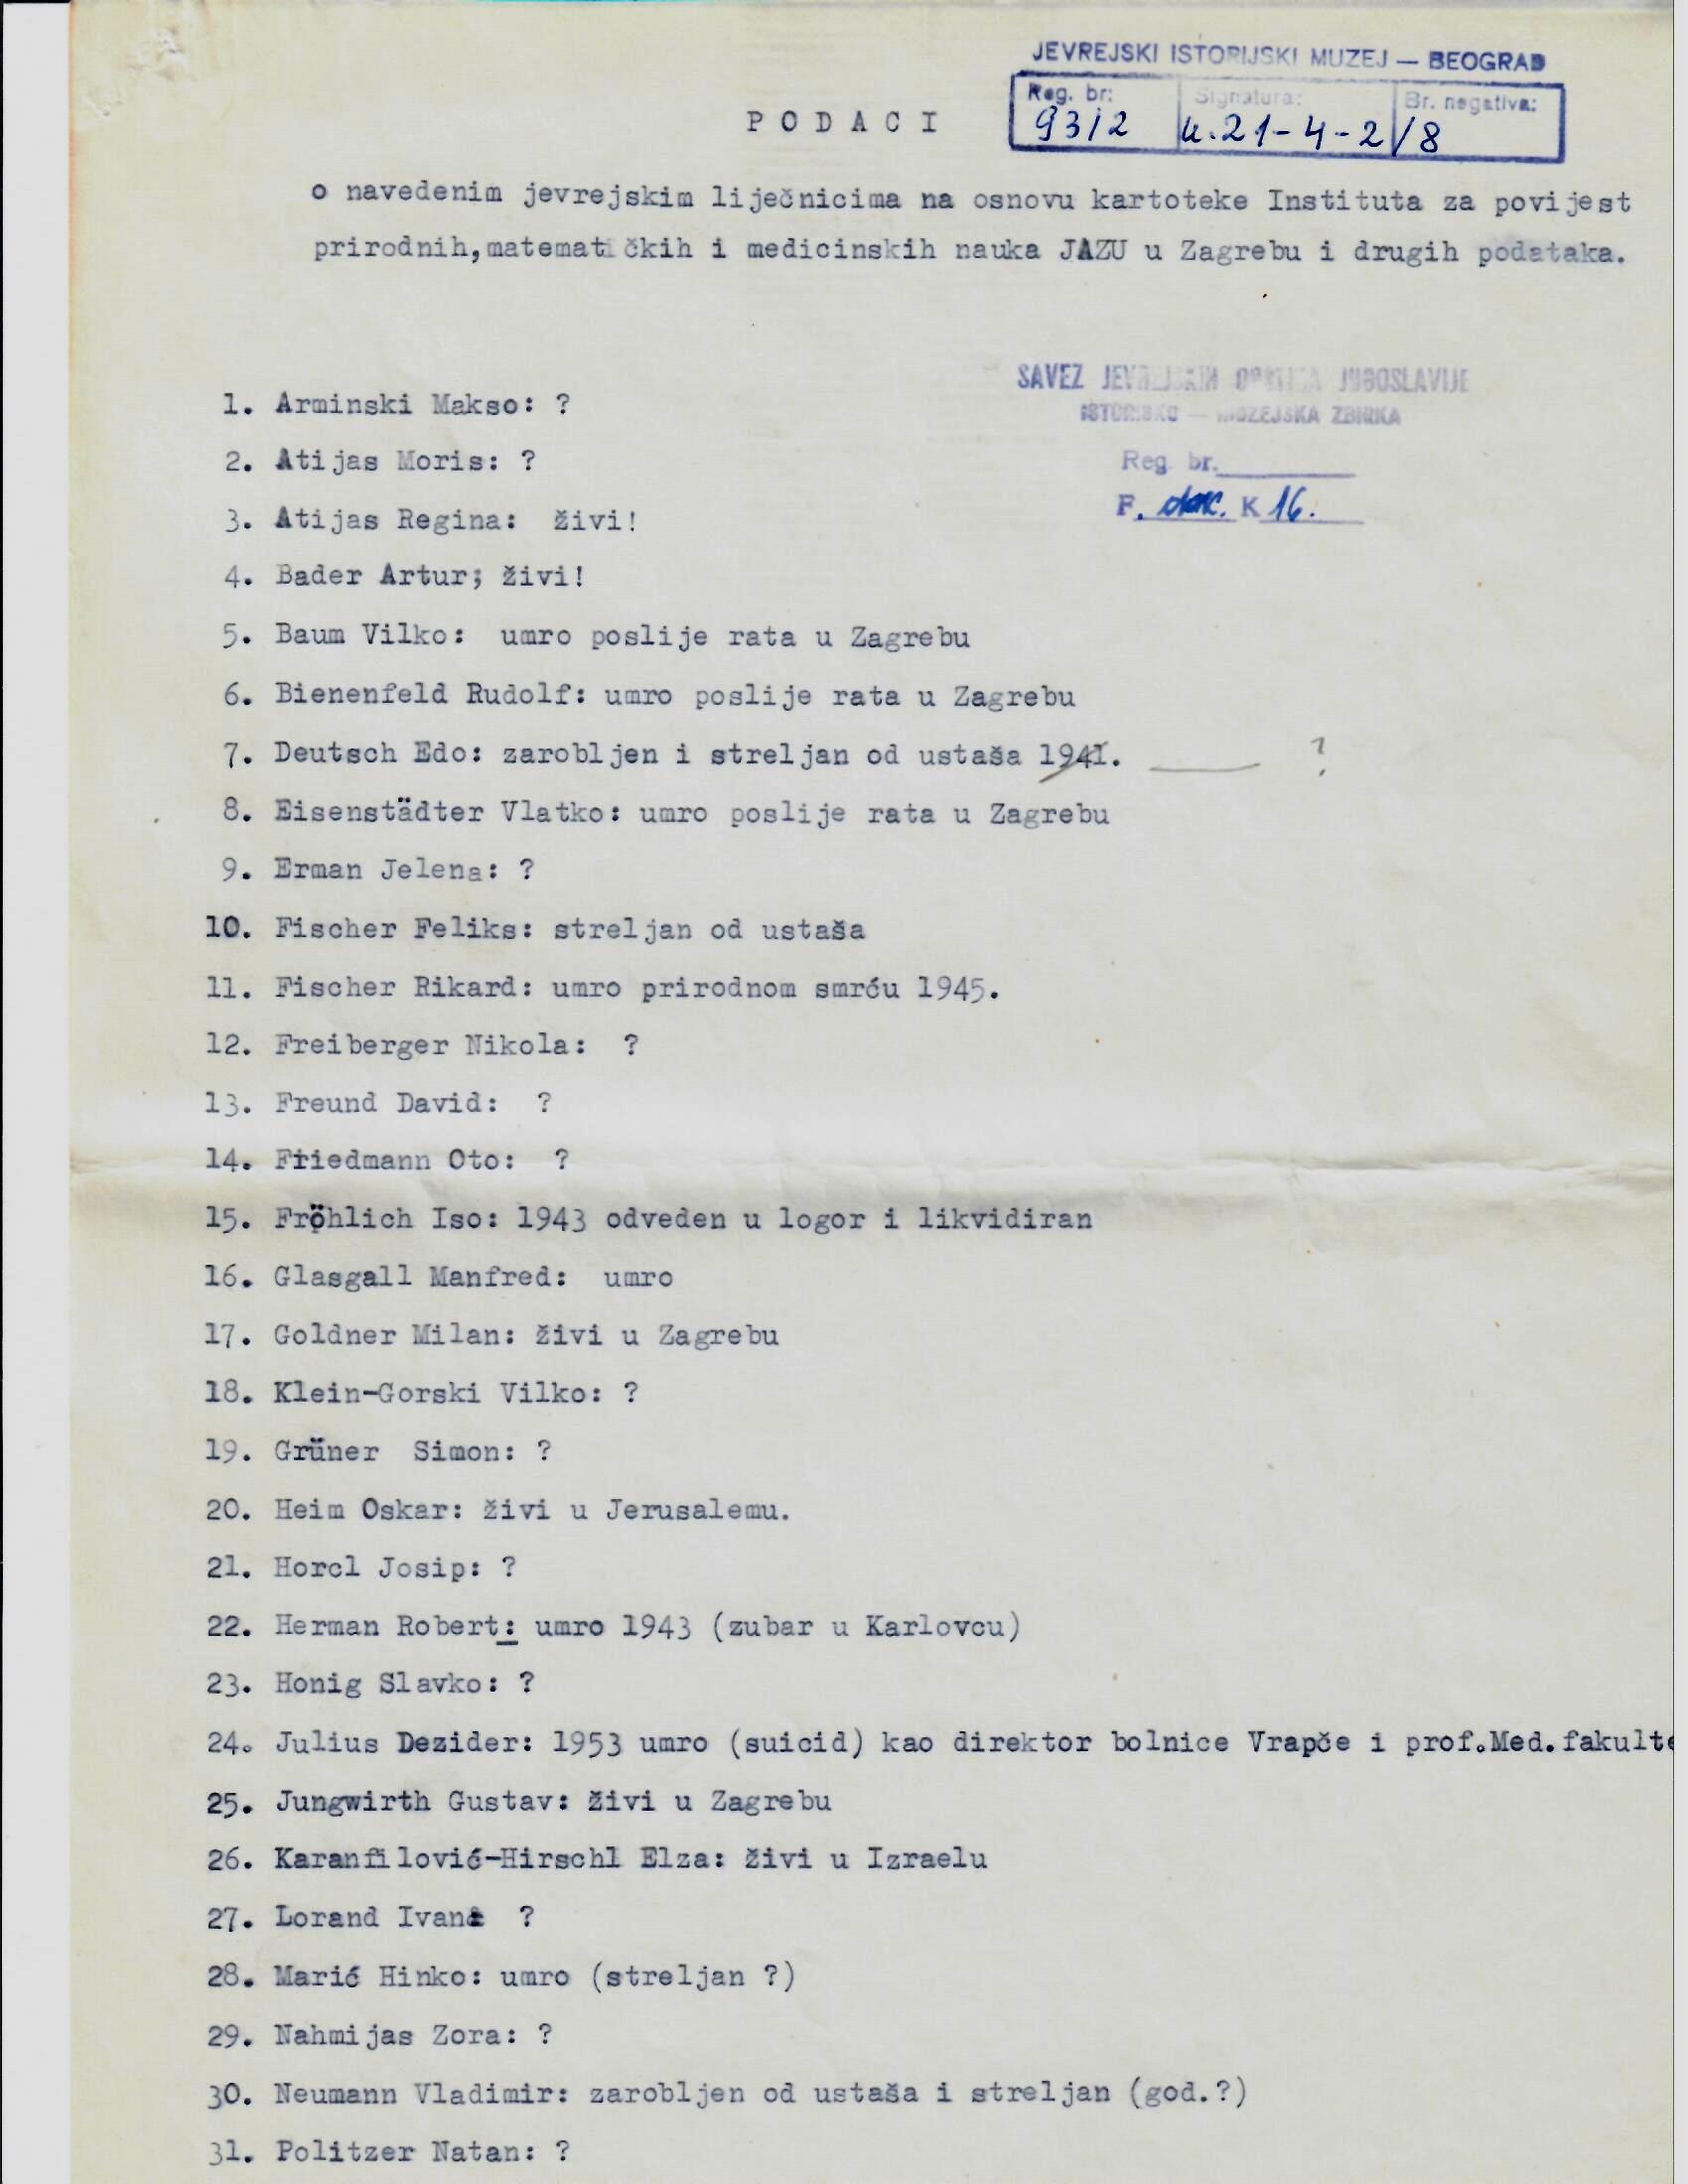 JEVREJSKI ISTORIJSKI MUZEJ — BEOGRAD
Reg. br: Signatura: Br. negativa:
9312 k.21-4-2/8
P O D A C I
o navedenim jevrejskim liječnicima na osnovu kartoteke Instituta za povijest
prirodnih,matematičkih i medicinskih nauka JAZU u Zagrebu i drugih podataka.
SAVEZ JEVREJSKIH OPŠTINA JUGOSLAVIJE
ISTORISKO — MUZEJSKA ZBIRKA
Reg. br.
F. dok. K 16.
1. Arminski Makso: ?
2. Atijas Moris: ?
3. Atijas Regina: živi!
4. Bader Artur; živi!
5. Baum Vilko: umro poslije rata u Zagrebu
6. Bienenfeld Rudolf: umro poslije rata u Zagrebu
7. Deutsch Edo: zarobljen i streljan od ustaša 1941. ?
8. Eisenstädter Vlatko: umro poslije rata u Zagrebu
9. Erman Jelena: ?
10. Fischer Feliks: streljan od ustaša
11. Fischer Rikard: umro prirodnom smrću 1945.
12. Freiberger Nikola: ?
13. Freund David: ?
14. Friedmann Oto: ?
15. Fröhlich Iso: 1943 odveden u logor i likvidiran
16. Glasgall Manfred: umro
17. Goldner Milan: živi u Zagrebu
18. Klein-Gorski Vilko: ?
19. Grüner Simon: ?
20. Heim Oskar: živi u Jerusalemu.
21. Horcl Josip: ?
22. Herman Robert: umro 1943 (zubar u Karlovcu)
23. Honig Slavko: ?
24. Julius Dezider: 1953 umro (suicid) kao direktor bolnice Vrapče i prof.Med.fakulte
25. Jungwirth Gustav: živi u Zagrebu
26. Karanfilović-Hirschl Elza: živi u Izraelu
27. Lorand Ivan: ?
28. Marić Hinko: umro (streljan ?)
29. Nahmijas Zora: ?
30. Neumann Vladimir: zarobljen od ustaša i streljan (god.?)
31. Politzer Natan: ?